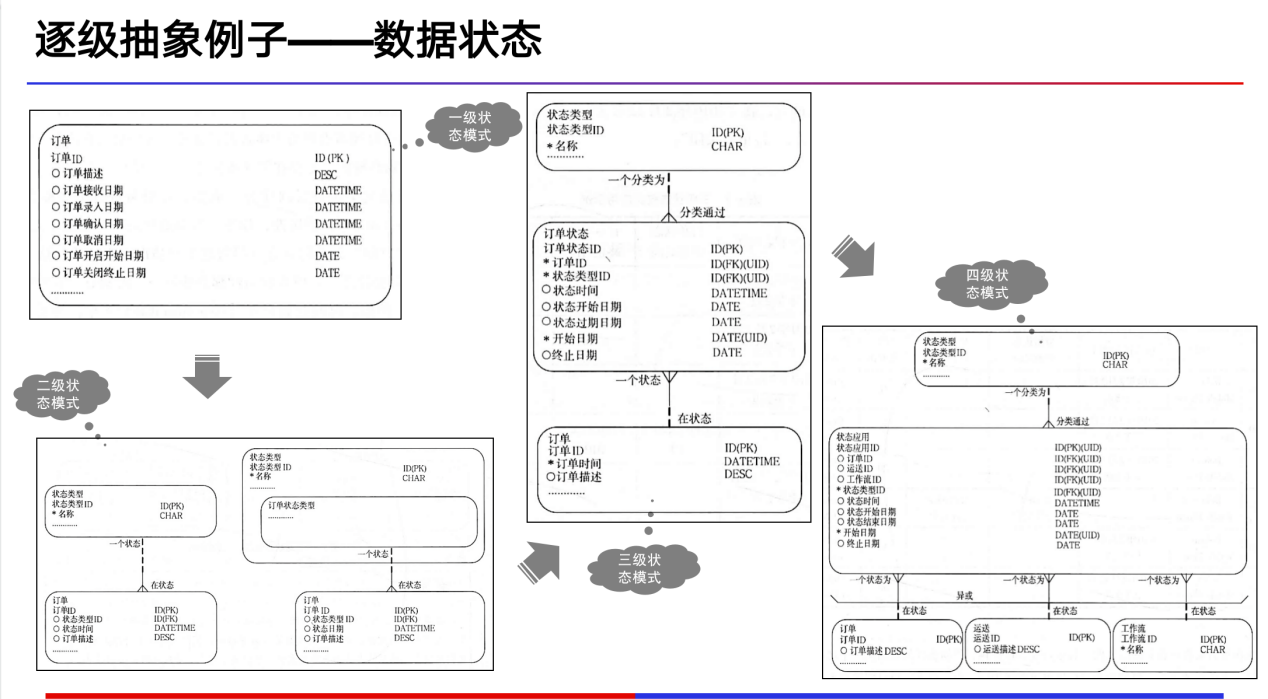 逐级抽象例子——数据状态
一级状
态模式
订单
订单ID ID (PK)
○ 订单描述 DESC
○ 订单接收日期 DATETIME
○ 订单录入日期 DATETIME
○ 订单确认日期 DATETIME
○ 订单取消日期 DATETIME
○ 订单开启开始日期 DATE
○ 订单关闭终止日期 DATE
…………
二级状
态模式
状态类型
状态类型ID ID(PK)
* 名称 CHAR
…………
一个状态
在状态
订单
订单ID ID(PK)
○ 状态类型ID ID(FK)
○ 状态时间 DATETIME
○ 订单描述 DESC
…………
状态类型
状态类型 ID ID(PK)
* 名称 CHAR
…………
订单状态类型
…………
一个状态
在状态
订单
订单 ID ID(PK)
○ 状态类型 ID ID(FK)
○ 状态日期 DATETIME
○ 订单描述 DESC
…………
状态类型
状态类型ID ID(PK)
* 名称 CHAR
…………
一个分类为
分类通过
订单状态
订单状态ID ID(PK)
* 订单ID ID(FK)(UID)
* 状态类型ID ID(FK)(UID)
○ 状态时间 DATETIME
○ 状态开始日期 DATE
○ 状态过期日期 DATE
* 开始日期 DATE(UID)
○ 终止日期 DATE
一个状态
在状态
订单
订单ID ID(PK)
* 订单时间 DATETIME
○ 订单描述 DESC
…………
三级状
态模式
四级状
态模式
状态类型
状态类型ID ID(PK)
* 名称 CHAR
…………
一个分类为
分类通过
状态应用
状态应用ID ID(PK)(UID)
○ 订单ID ID(FK)(UID)
○ 运送ID ID(FK)(UID)
○ 工作流ID ID(FK)(UID)
* 状态类型ID ID(FK)(UID)
○ 状态时间 DATETIME
○ 状态开始日期 DATE
○ 状态结束日期 DATE
* 开始日期 DATE(UID)
○ 终止日期 DATE
一个状态为 一个状态为 一个状态为
异或
在状态 在状态 在状态
订单
订单ID ID(PK)
○ 订单描述 DESC
…………
运送
运送ID ID(PK)
○ 运送描述 DESC
…………
工作流
工作流 ID ID(PK)
* 名称 CHAR
…………